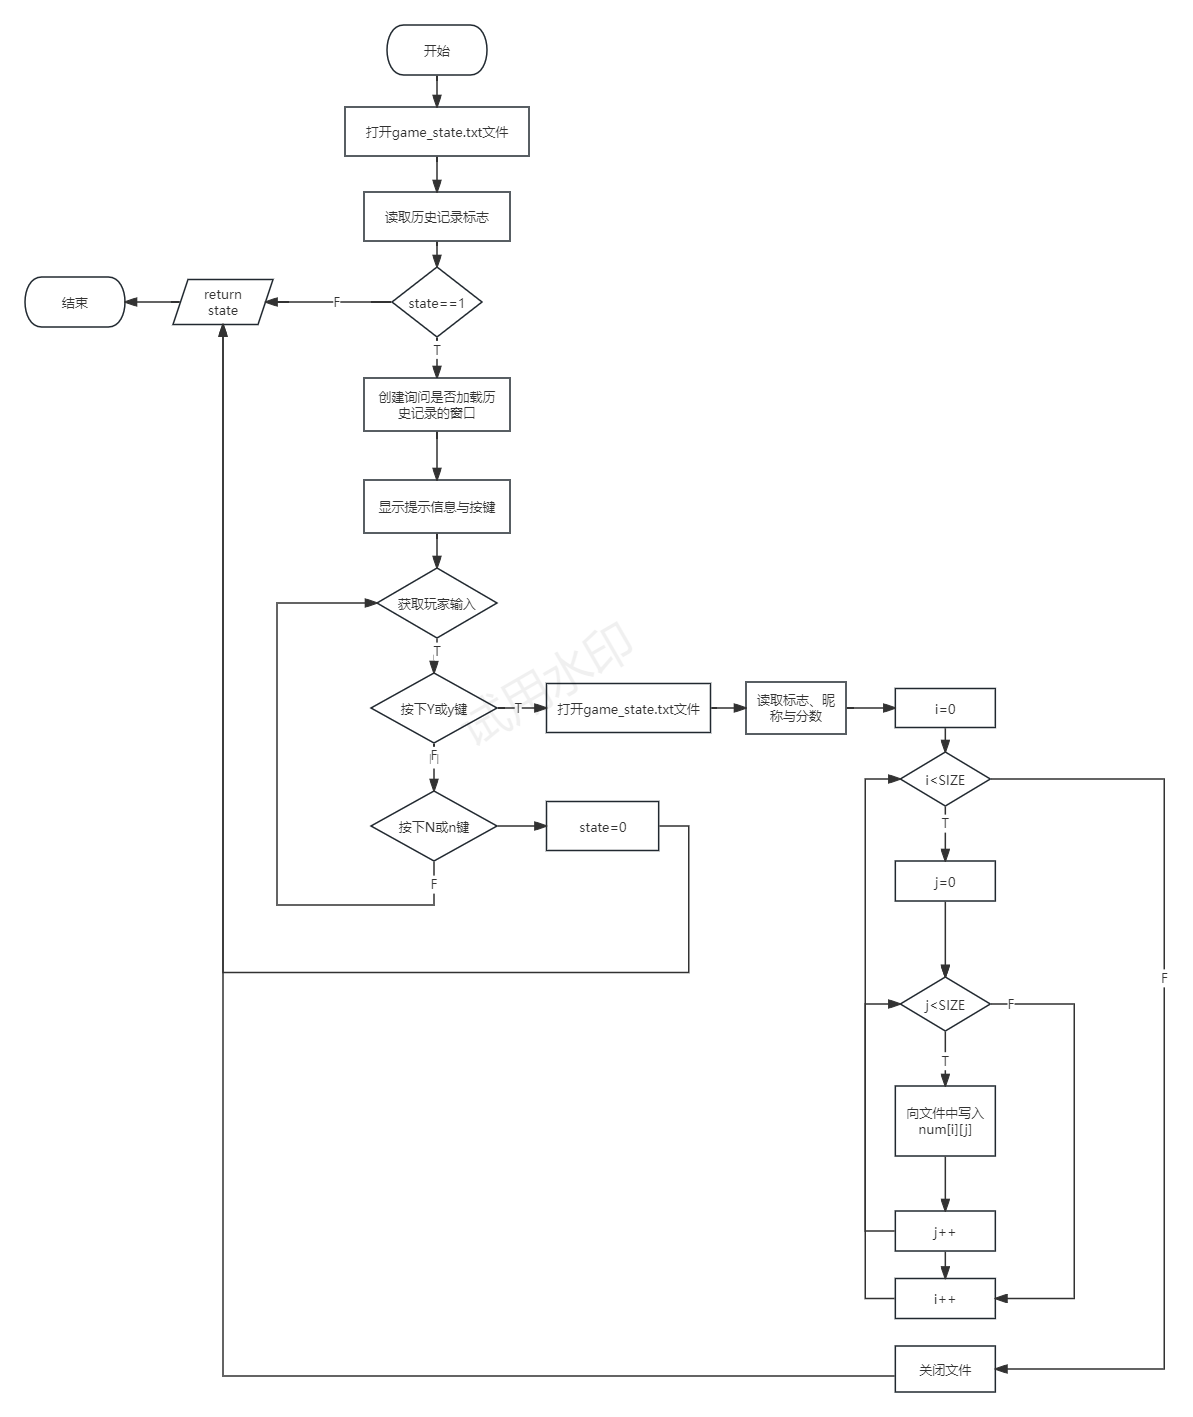 开始
打开game_state.txt文件
读取历史记录标志
结束
return
state
F
state==1
T
创建询问是否加载历
史记录的窗口
显示提示信息与按键
获取玩家输入
T
按下Y或y键
T
打开game_state.txt文件
读取标志、昵
称与分数
i=0
F
i<SIZE
T
按下N或n键
state=0
F
j=0
F
j<SIZE
F
T
向文件中写入
num[i][j]
j++
i++
关闭文件
试用水印